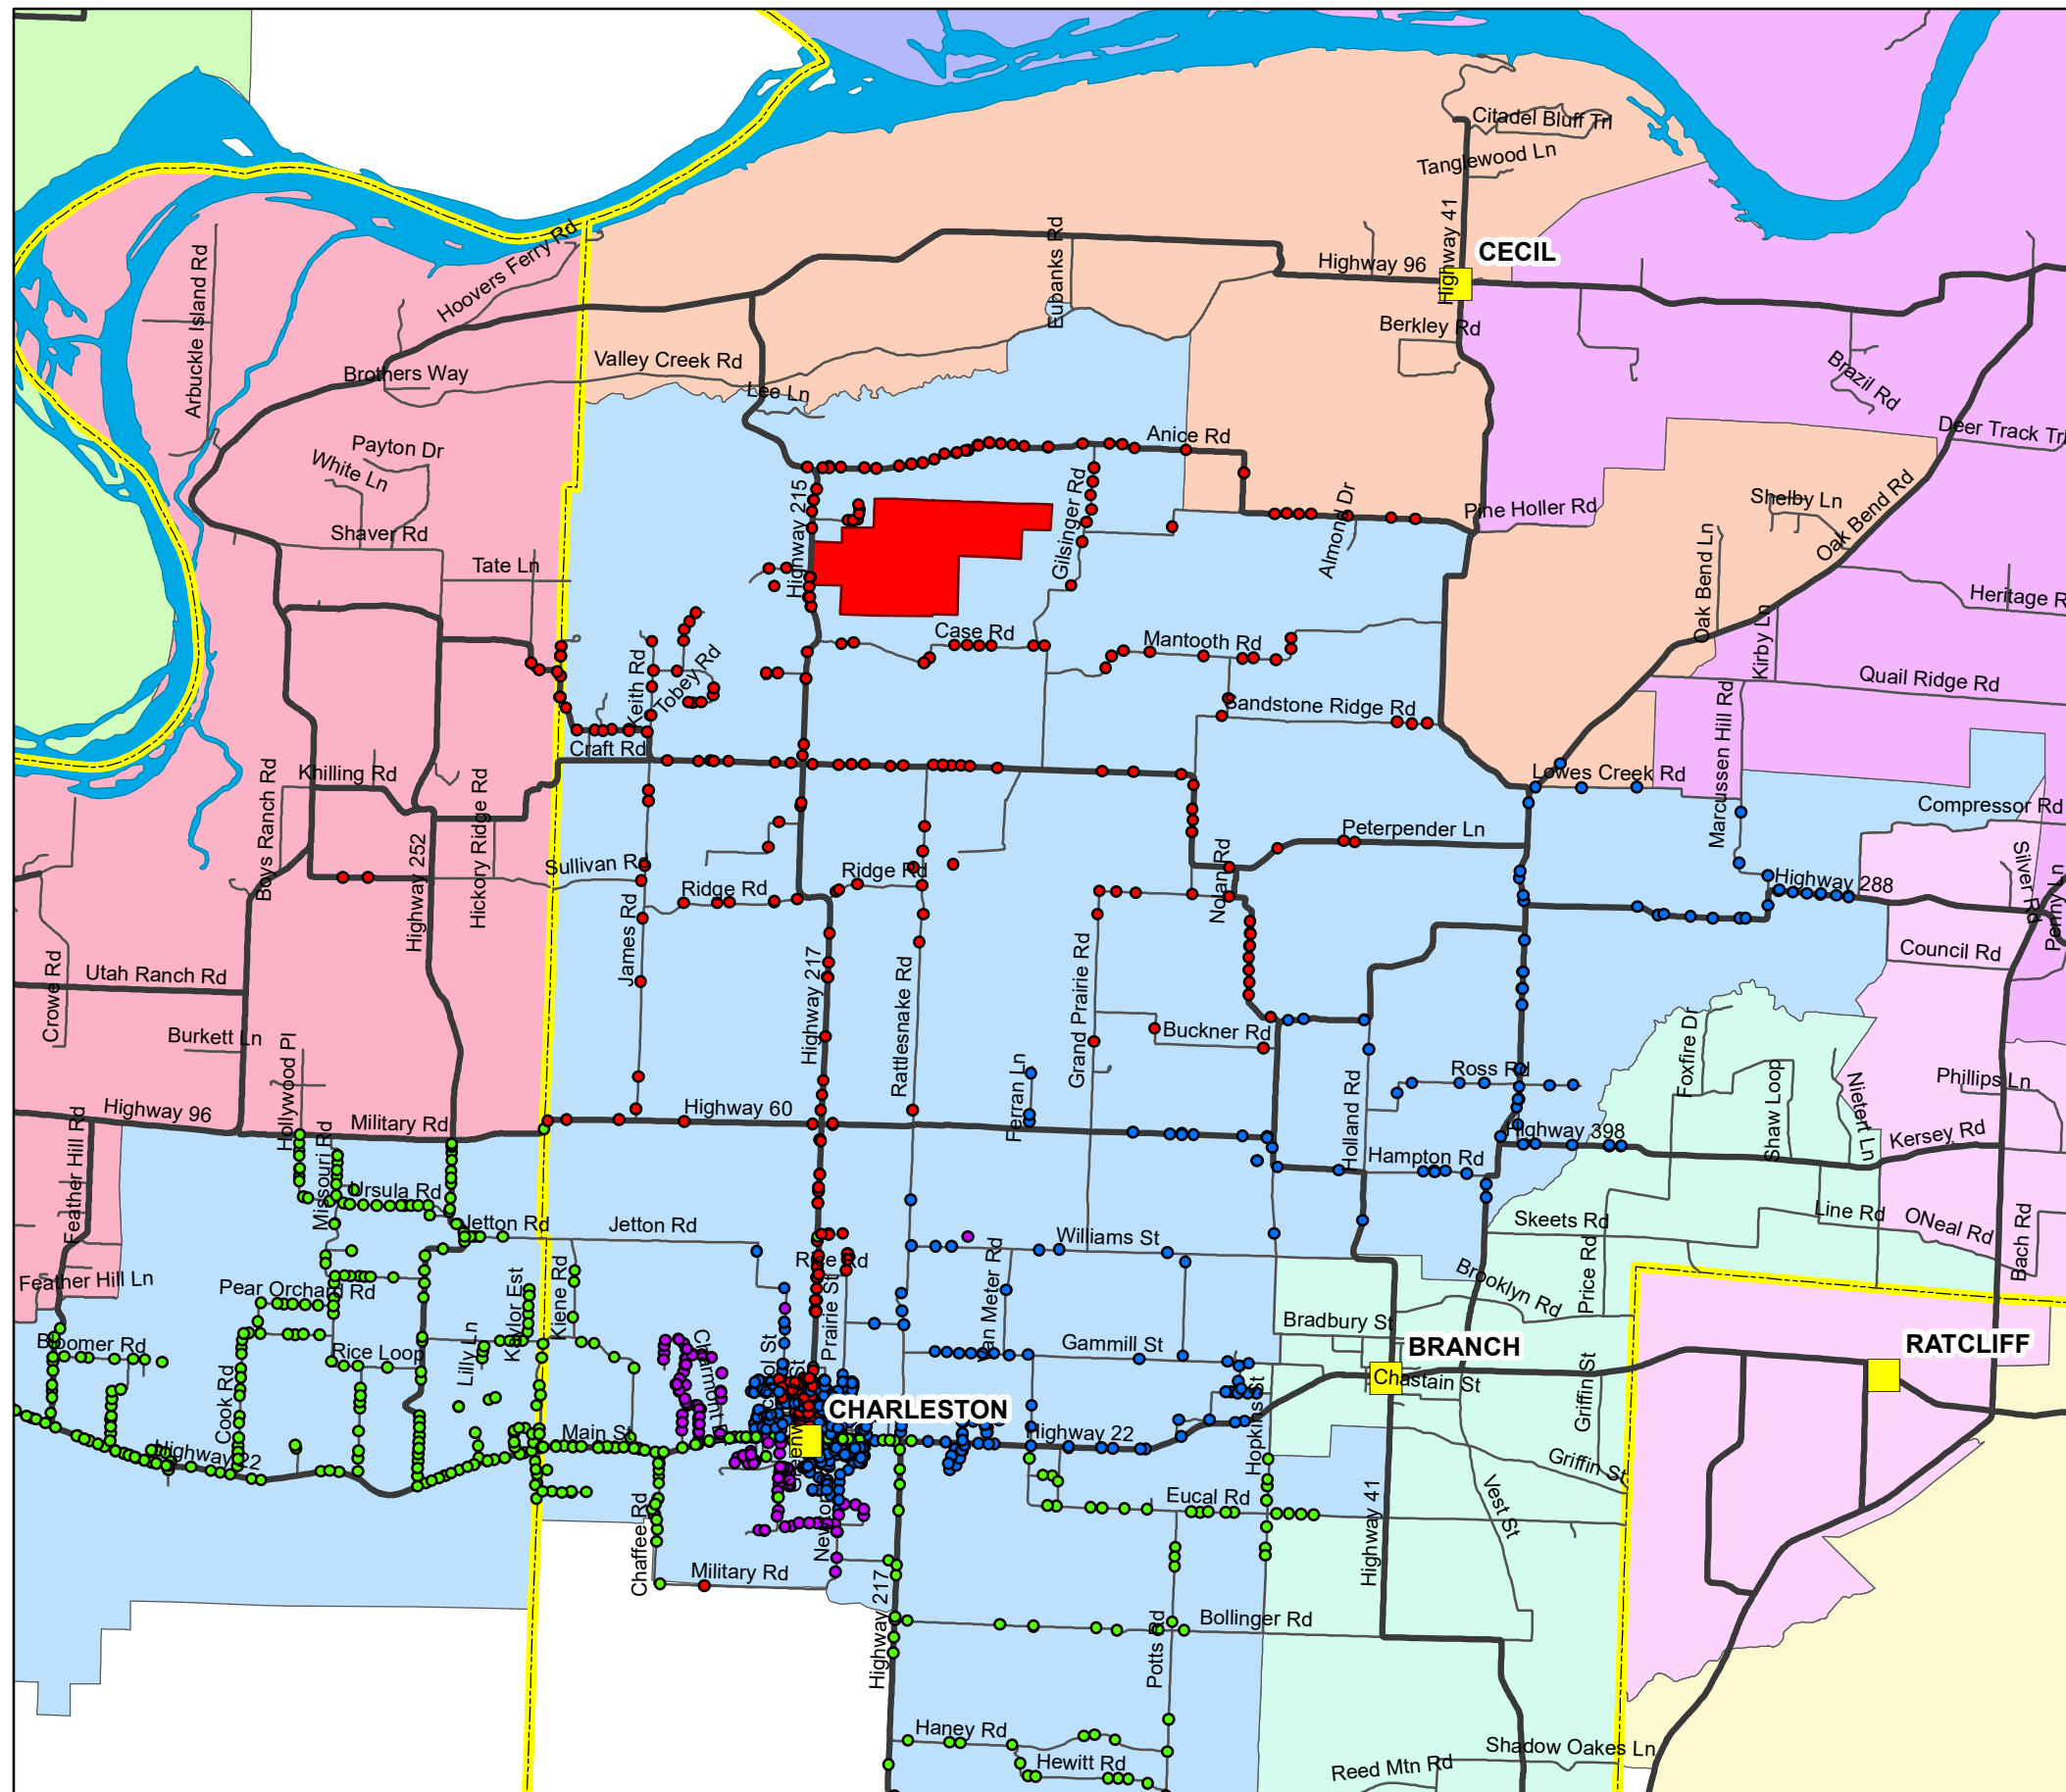 Citadel Bluff Trl
Tanglewood Ln
Highway 41
CECIL
Highway 96
Eubanks Rd
Hoovers Ferry Rd
Arbuckle Island Rd
Berkley Rd
Valley Creek Rd
Brothers Way
Lee Ln
Brazil Rd
Deer Track Trl
Anice Rd
Payton Dr
White Ln
Highway 215
Gilsinger Rd
Almond Dr
Pine Holler Rd
Shelby Ln
Oak Bend Rd
Oak Bend Ln
Shaver Rd
Tate Ln
Heritage R
Kirby Ln
Case Rd
Mantooth Rd
Keith Rd
Tobey Rd
Quail Ridge Rd
Sandstone Ridge Rd
Marcussen Hill Rd
Craft Rd
Khilling Rd
Boys Ranch Rd
Hickory Ridge Rd
Lowes Creek Rd
Compressor Rd
Peterpender Ln
Highway 252
Sullivan Rd
Ridge Rd
Ridge Rd
Noland Rd
Highway 288
Silver Rd
Penny Ln
James Rd
Highway 217
Rattlesnake Rd
Grand Prairie Rd
Council Rd
Utah Ranch Rd
Crowe Rd
Burkett Ln
Hollywood Pl
Buckner Rd
Foxfire Dr
Ferran Ln
Holland Rd
Ross Rd
Shaw Loop
Nietert Ln
Phillips Ln
Highway 96
Military Rd
Highway 60
Highway 398
Kersey Rd
Feather Hill Rd
Missouri Rd
Hampton Rd
Ursula Rd
Jetton Rd
Jetton Rd
Williams St
Skeets Rd
Line Rd
ONeal Rd
Bach Rd
Rice Rd
Feather Hill Ln
Pear Orchard Rd
Kaylor Est
Kiene Rd
Prairie St
Van Meter Rd
Brooklyn Rd
Price Rd
Bradbury St
Bloomer Rd
Rice Loop
Lilly Ln
Gammill St
BRANCH
RATCLIFF
Chastain St
Griffin St
Cook Rd
CHARLESTON
Main St
Highway 22
Highway 22
Hopkins St
Griffin St
Chaffee Rd
Eucal Rd
Highway 41
Vest St
Military Rd
Highway 217
Potts Rd
Bollinger Rd
Haney Rd
Hewitt Rd
Reed Mtn Rd
Shadow Oakes Ln